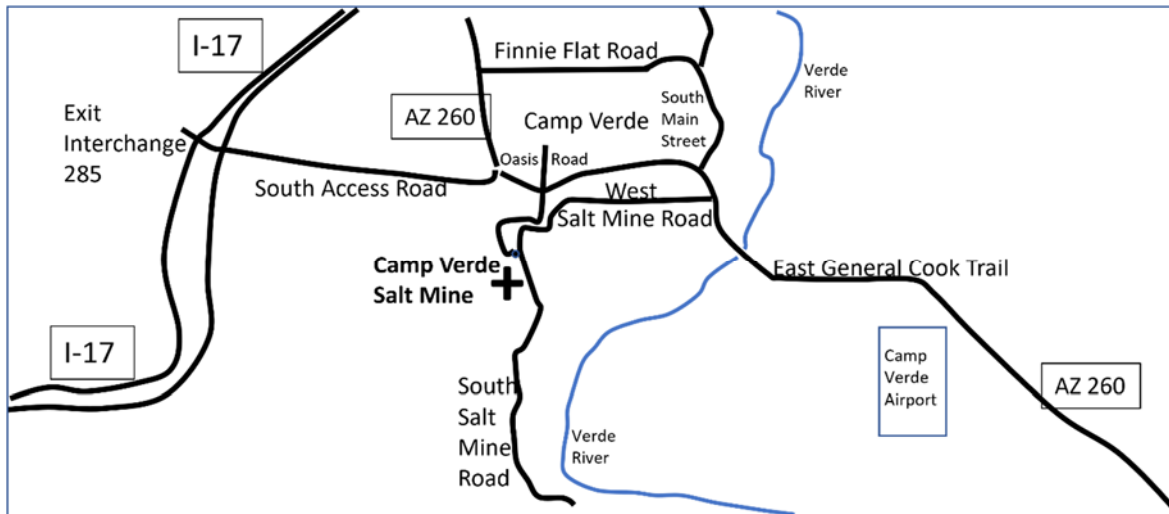 I-17
Finnie Flat Road
Verde
River
Exit
Interchange
285
AZ 260
Camp Verde
South
Main
Street
Oasis Road
South Access Road
West
Salt Mine Road
Camp Verde
Salt Mine
East General Cook Trail
I-17
Camp
Verde
Airport
AZ 260
South
Salt
Mine
Road
Verde
River